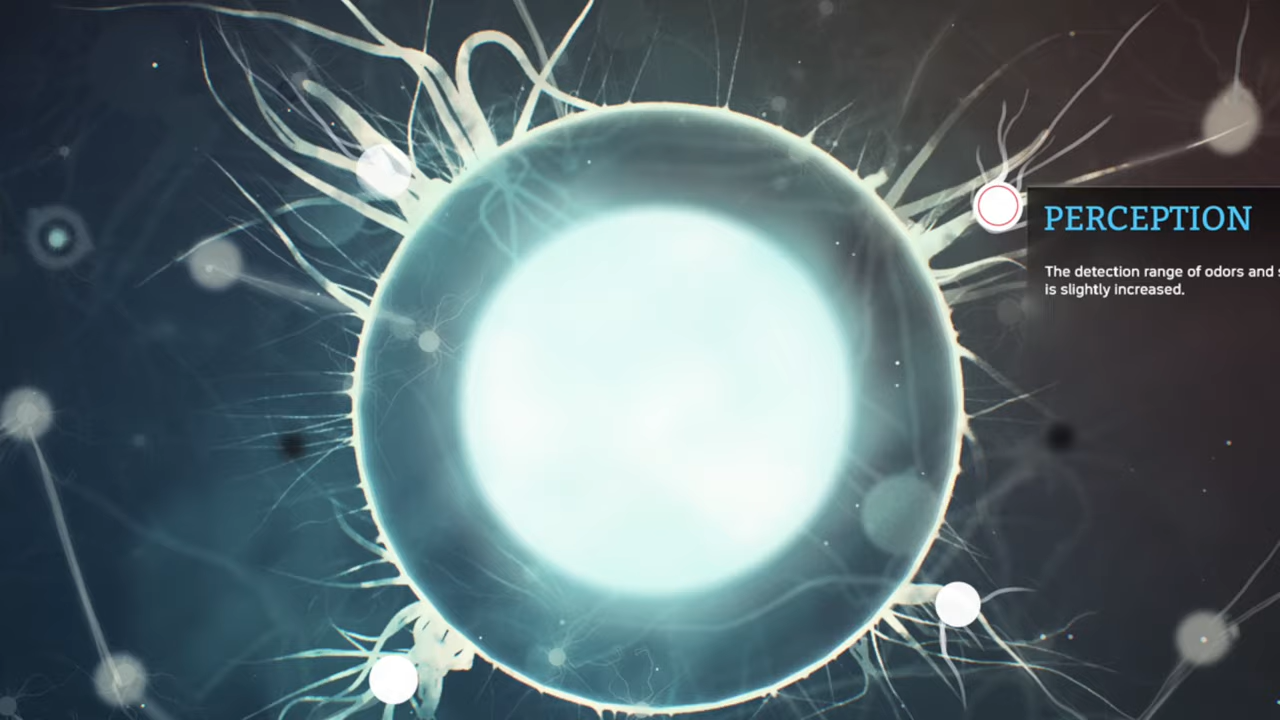 PERCEPTION
The detection range of odors and
is slightly increased.